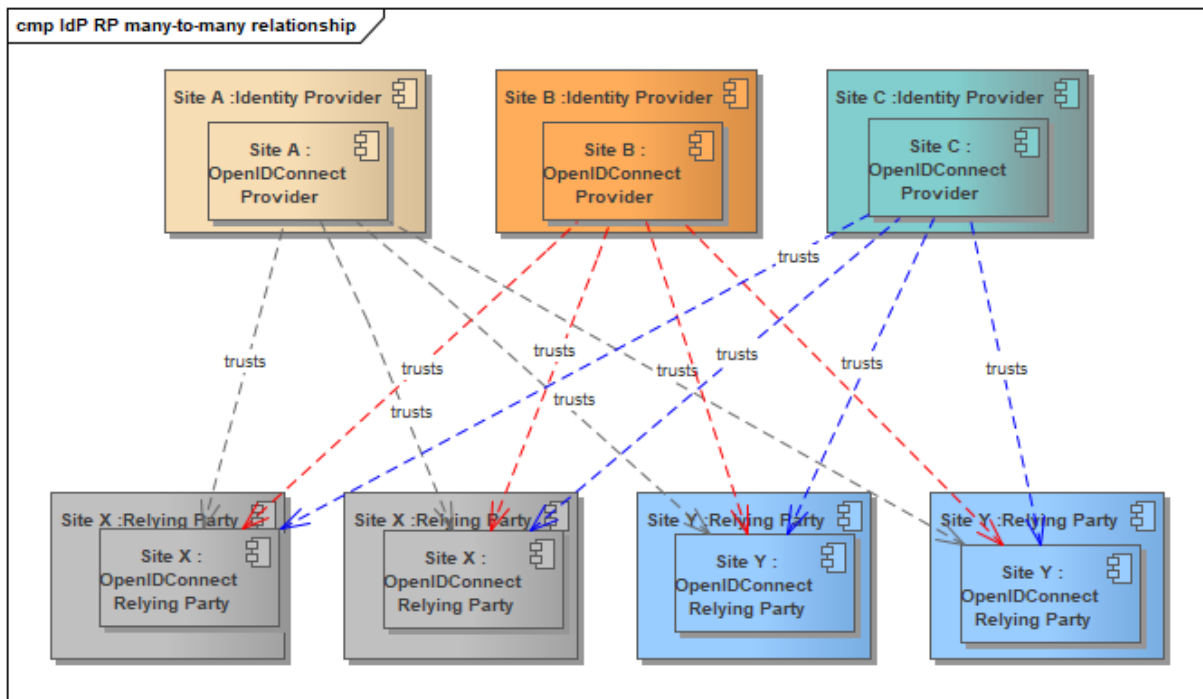 cmp IdP RP many-to-many relationship
Site A :Identity Provider
Site A :
OpenIDConnect
Provider
Site B :Identity Provider
Site B :
OpenIDConnect
Provider
Site C :Identity Provider
Site C :
OpenIDConnect
Provider
trusts
trusts
trusts
trusts
trusts
trusts
trusts
trusts
trusts
trusts
trusts
trusts
Site X :Relying Party
Site X :
OpenIDConnect
Relying Party
Site X :Relying Party
Site X :
OpenIDConnect
Relying Party
Site Y :Relying Party
Site Y :
OpenIDConnect
Relying Party
Site Y :Relying Party
Site Y :
OpenIDConnect
Relying Party